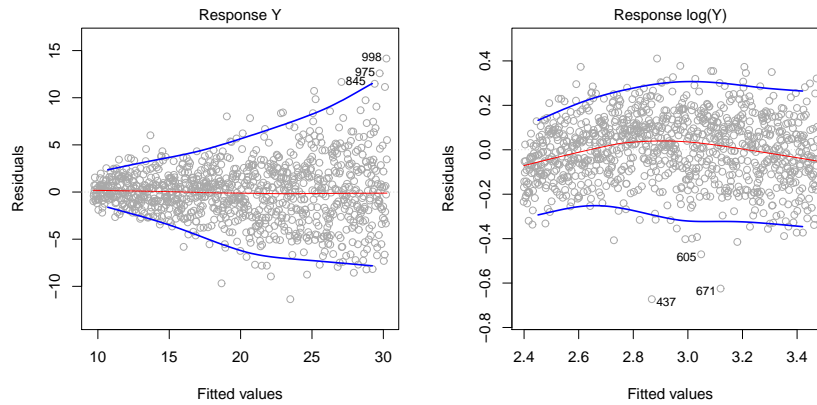 Response Y
Residuals
15
10
5
0
−5
−10
998
975
845
10 15 20 25 30
Fitted values
Response log(Y)
Residuals
0.4
0.2
0.0
−0.2
−0.4
−0.6
−0.8
605
671
437
2.4 2.6 2.8 3.0 3.2 3.4
Fitted values